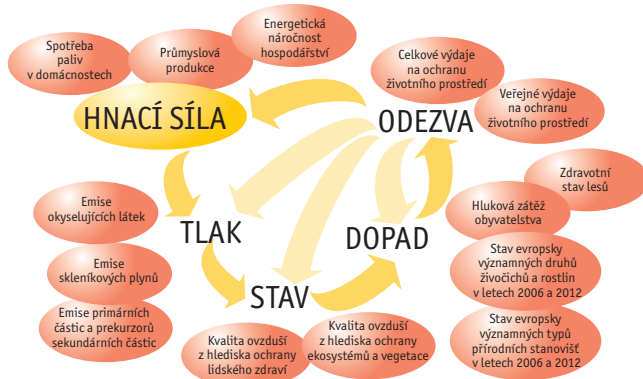 Spotřeba
paliv
v domácnostech
Průmyslová
produkce
Energetická
náročnost
hospodářství
HNACÍ SÍLA
Celkové výdaje
na ochranu
životního prostředí
Veřejné výdaje
na ochranu
životního prostředí
ODEZVA
Zdravotní
stav lesů
Hluková zátěž
obyvatelstva
Stav evropsky
významných druhů
živočichů a rostlin
v letech 2006 a 2012
Stav evropsky
významných typů
přírodních stanovišť
v letech 2006 a 2012
DOPAD
Emise
okyselujících látek
Emise
skleníkových plynů
Emise primárních
částic a prekurzorů
sekundárních částic
TLAK
STAV
Kvalita ovzduší
z hlediska ochrany
lidského zdraví
Kvalita ovzduší
z hlediska ochrany
ekosystémů a vegetace